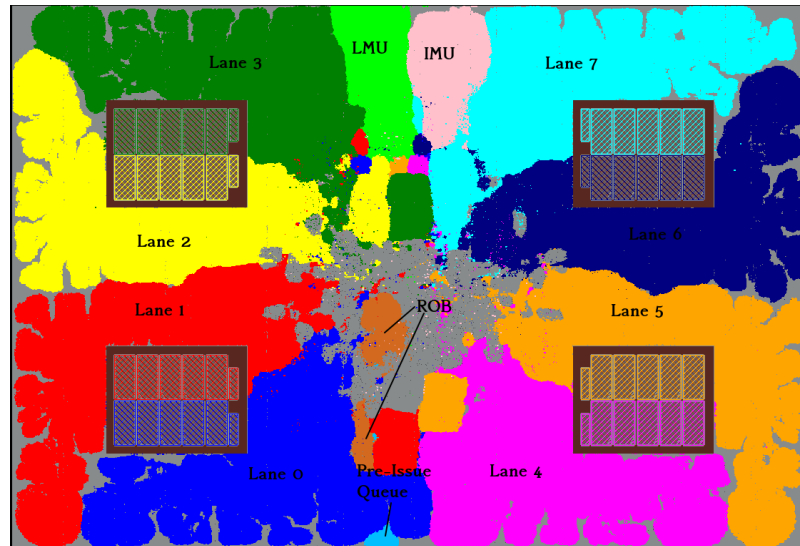 Lane 3
LMU
IMU
Lane 7
Lane 2
Lane 6
Lane 1
ROB
Lane 5
Lane 0
Pre-Issue
Queue
Lane 4